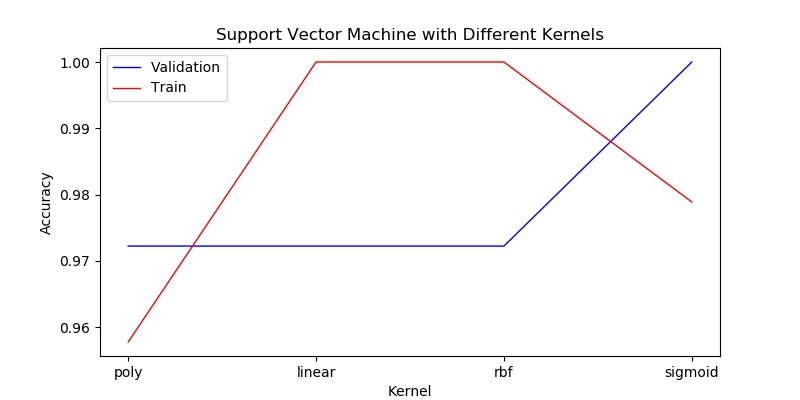 Support Vector Machine with Different Kernels
Validation
Train
1.00
0.99
0.98
0.97
0.96
Accuracy
poly linear rbf sigmoid
Kernel